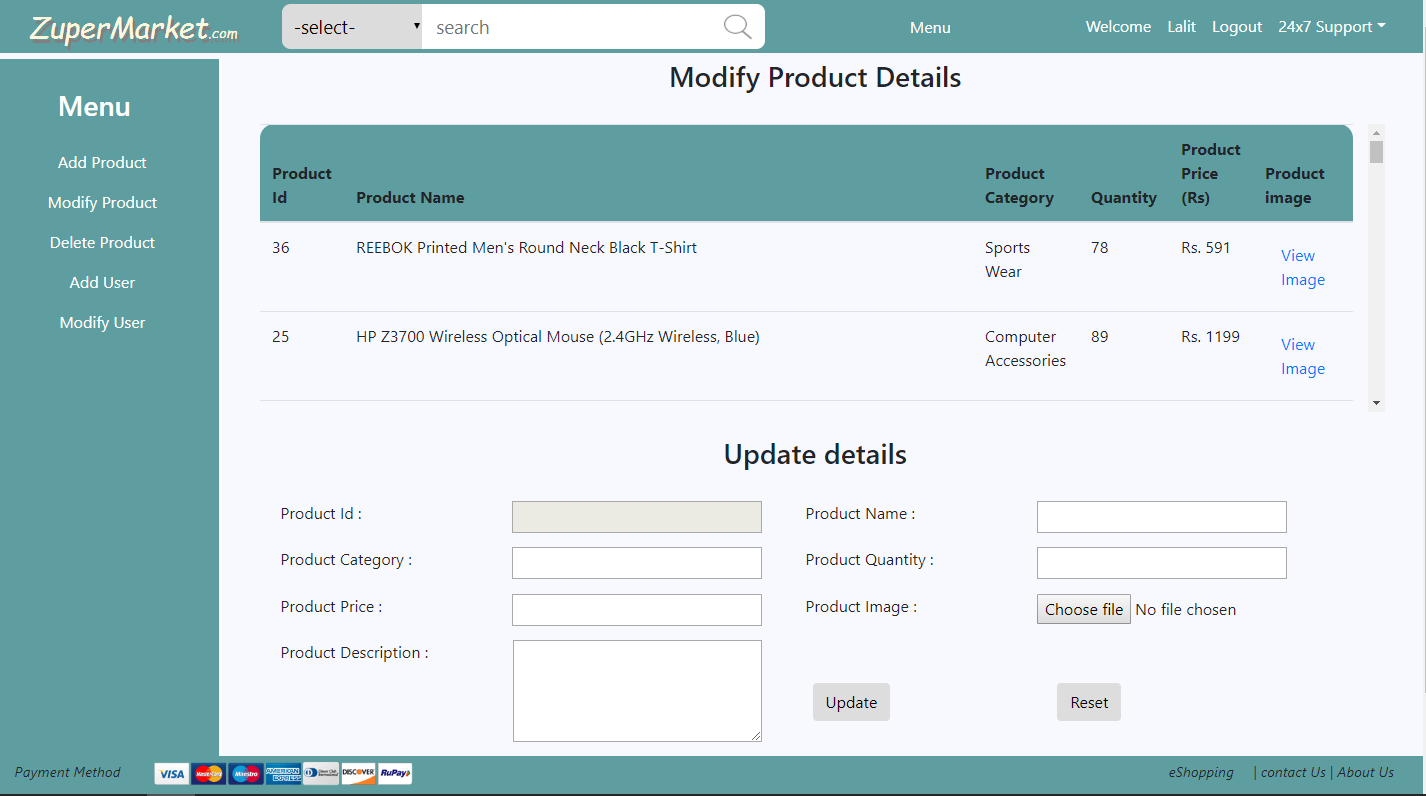 ZuperMarket.com
-select-
search
Menu
Welcome Lalit Logout 24x7 Support
Menu
Add Product
Modify Product
Delete Product
Add User
Modify User
Modify Product Details
Product Id
Product Name
Product Category
Quantity
Product Price (Rs)
Product image
36 REEBOK Printed Men's Round Neck Black T-Shirt Sports Wear 78 Rs. 591 View Image
25 HP Z3700 Wireless Optical Mouse (2.4GHz Wireless, Blue) Computer Accessories 89 Rs. 1199 View Image
Update details
Product Id :
Product Name :
Product Category :
Product Quantity :
Product Price :
Product Image :
Choose file No file chosen
Product Description :
Update
Reset
Payment Method
VISA MasterCard Maestro AMERICAN EXPRESS Diners Club DISCOVER RuPay
eShopping | contact Us | About Us